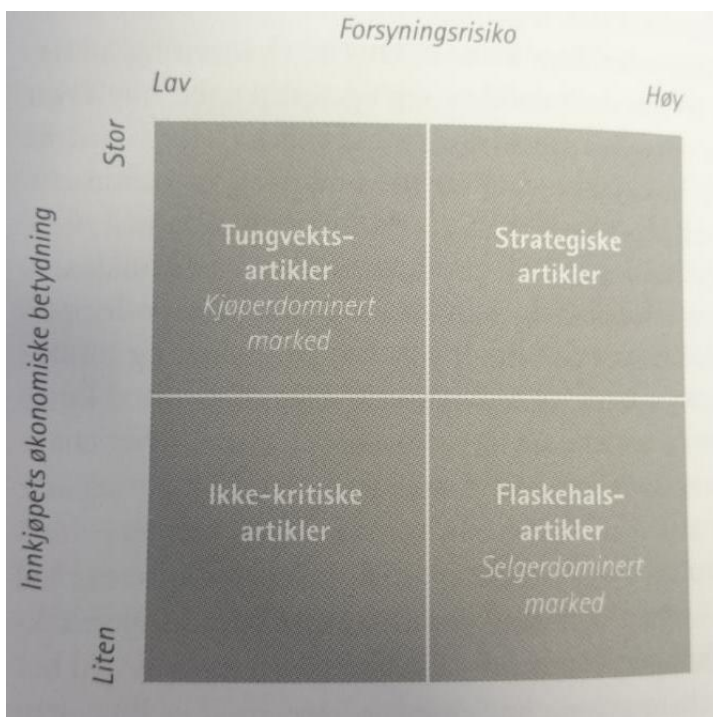 Forsyningsrisiko
Lav
Høy
Stor
Innkjøpets økonomiske betydning
Liten
Tungvekts-
artikler
Kjøperdominert
marked
Strategiske
artikler
Ikke-kritiske
artikler
Flaskehals-
artikler
Selgerdominert
marked